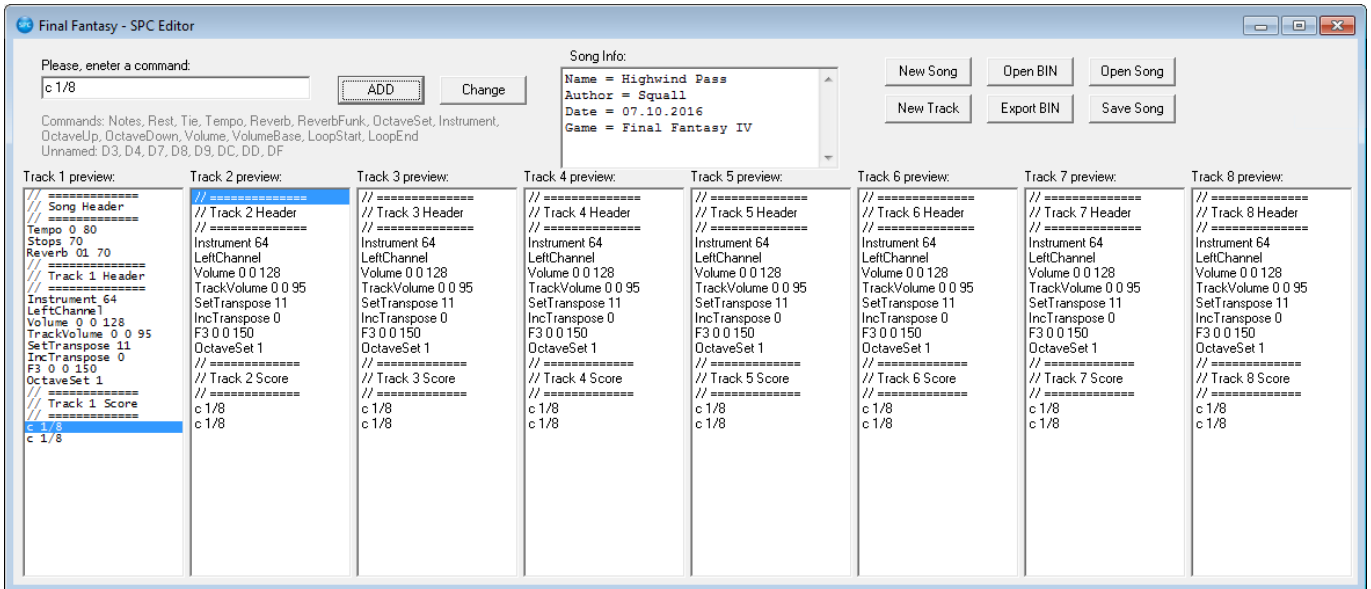 SPC Final Fantasy - SPC Editor
Please, eneter a command:
c 1/8
ADD
Change
Commands: Notes, Rest, Tie, Tempo, Reverb, ReverbFunk, OctaveSet, Instrument,
OctaveUp, OctaveDown, Volume, VolumeBase, LoopStart, LoopEnd
Unnamed: D3, D4, D7, D8, D9, DC, DD, DF
Song Info:
Name = Highwind Pass
Author = Squall
Date = 07.10.2016
Game = Final Fantasy IV
New Song
Open BIN
Open Song
New Track
Export BIN
Save Song
Track 1 preview:
// =============
// Song Header
// =============
Tempo 0 80
Stops 70
Reverb 01 70
// ==============
// Track 1 Header
// ==============
Instrument 64
LeftChannel
Volume 0 0 128
TrackVolume 0 0 95
SetTranspose 11
IncTranspose 0
F3 0 0 150
OctaveSet 1
// =============
// Track 1 Score
// =============
c 1/8
c 1/8
Track 2 preview:
// ==============
// Track 2 Header
// ==============
Instrument 64
LeftChannel
Volume 0 0 128
TrackVolume 0 0 95
SetTranspose 11
IncTranspose 0
F3 0 0 150
OctaveSet 1
// =============
// Track 2 Score
// =============
c 1/8
c 1/8
Track 3 preview:
// ==============
// Track 3 Header
// ==============
Instrument 64
LeftChannel
Volume 0 0 128
TrackVolume 0 0 95
SetTranspose 11
IncTranspose 0
F3 0 0 150
OctaveSet 1
// =============
// Track 3 Score
// =============
c 1/8
c 1/8
Track 4 preview:
// ==============
// Track 4 Header
// ==============
Instrument 64
LeftChannel
Volume 0 0 128
TrackVolume 0 0 95
SetTranspose 11
IncTranspose 0
F3 0 0 150
OctaveSet 1
// =============
// Track 4 Score
// =============
c 1/8
c 1/8
Track 5 preview:
// ==============
// Track 5 Header
// ==============
Instrument 64
LeftChannel
Volume 0 0 128
TrackVolume 0 0 95
SetTranspose 11
IncTranspose 0
F3 0 0 150
OctaveSet 1
// =============
// Track 5 Score
// =============
c 1/8
c 1/8
Track 6 preview:
// ==============
// Track 6 Header
// ==============
Instrument 64
LeftChannel
Volume 0 0 128
TrackVolume 0 0 95
SetTranspose 11
IncTranspose 0
F3 0 0 150
OctaveSet 1
// =============
// Track 6 Score
// =============
c 1/8
c 1/8
Track 7 preview:
// ==============
// Track 7 Header
// ==============
Instrument 64
LeftChannel
Volume 0 0 128
TrackVolume 0 0 95
SetTranspose 11
IncTranspose 0
F3 0 0 150
OctaveSet 1
// =============
// Track 7 Score
// =============
c 1/8
c 1/8
Track 8 preview:
// ==============
// Track 8 Header
// ==============
Instrument 64
LeftChannel
Volume 0 0 128
TrackVolume 0 0 95
SetTranspose 11
IncTranspose 0
F3 0 0 150
OctaveSet 1
// =============
// Track 8 Score
// =============
c 1/8
c 1/8